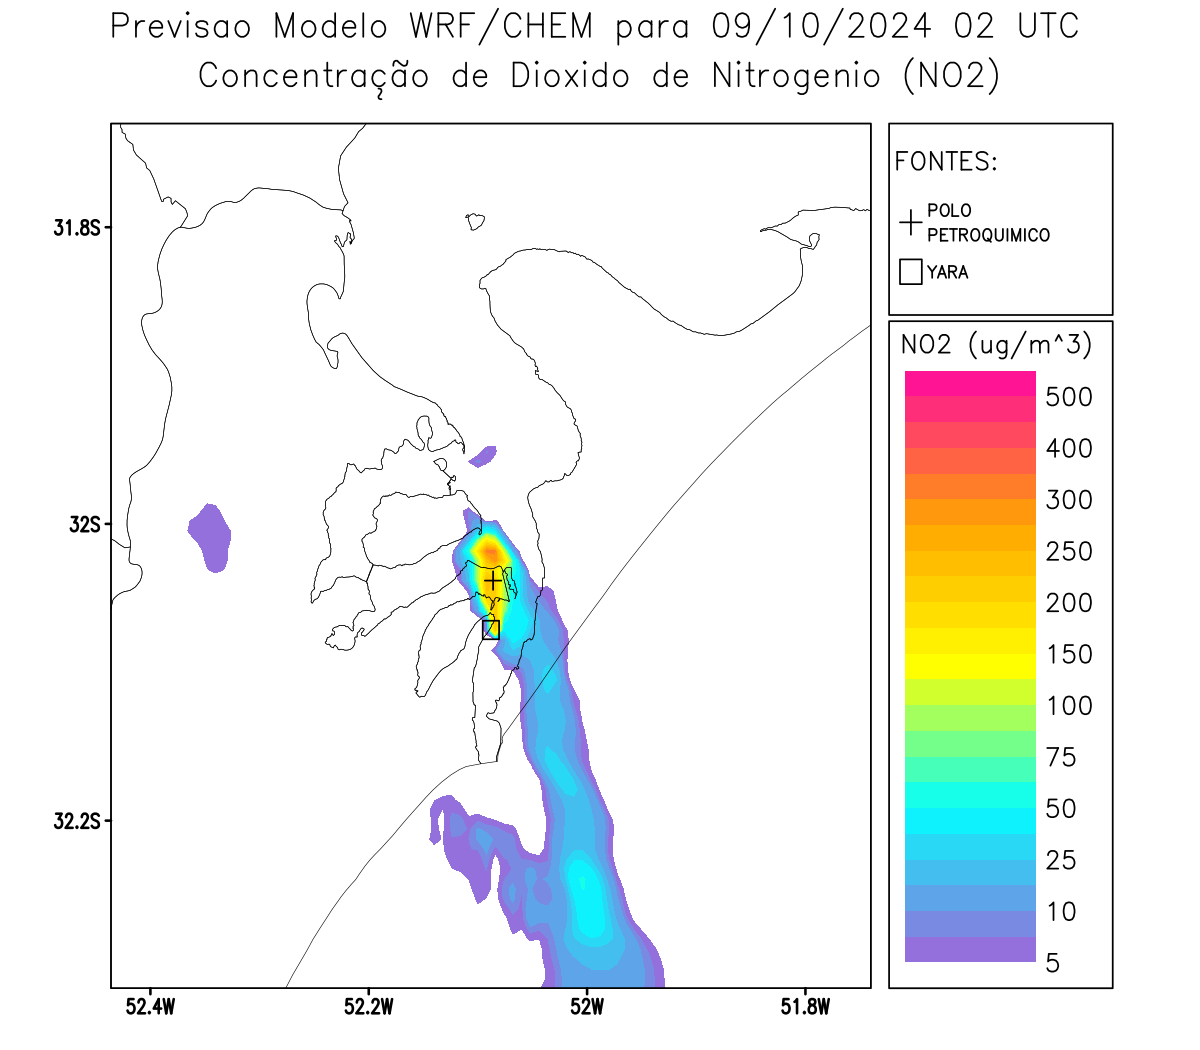 Previsao Modelo WRF/CHEM para 09/10/2024 02 UTC
Concentração de Dioxido de Nitrogenio (NO2)
FONTES:
POLO
PETROQUIMICO
YARA
NO2 (ug/m^3)
500
400
300
250
200
150
100
75
50
25
10
5
31.8S
32S
32.2S
52.4W
52.2W
52W
51.8W